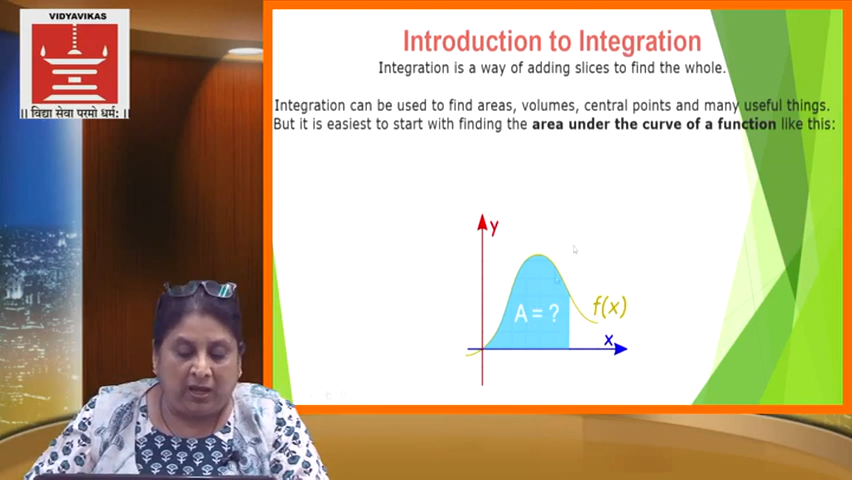 VIDYAVIKAS
|| विद्या सेवा परमो धर्म: ||
Introduction to Integration
Integration is a way of adding slices to find the whole.
Integration can be used to find areas, volumes, central points and many useful things.
But it is easiest to start with finding the area under the curve of a function like this:
y
A = ?
f(x)
x